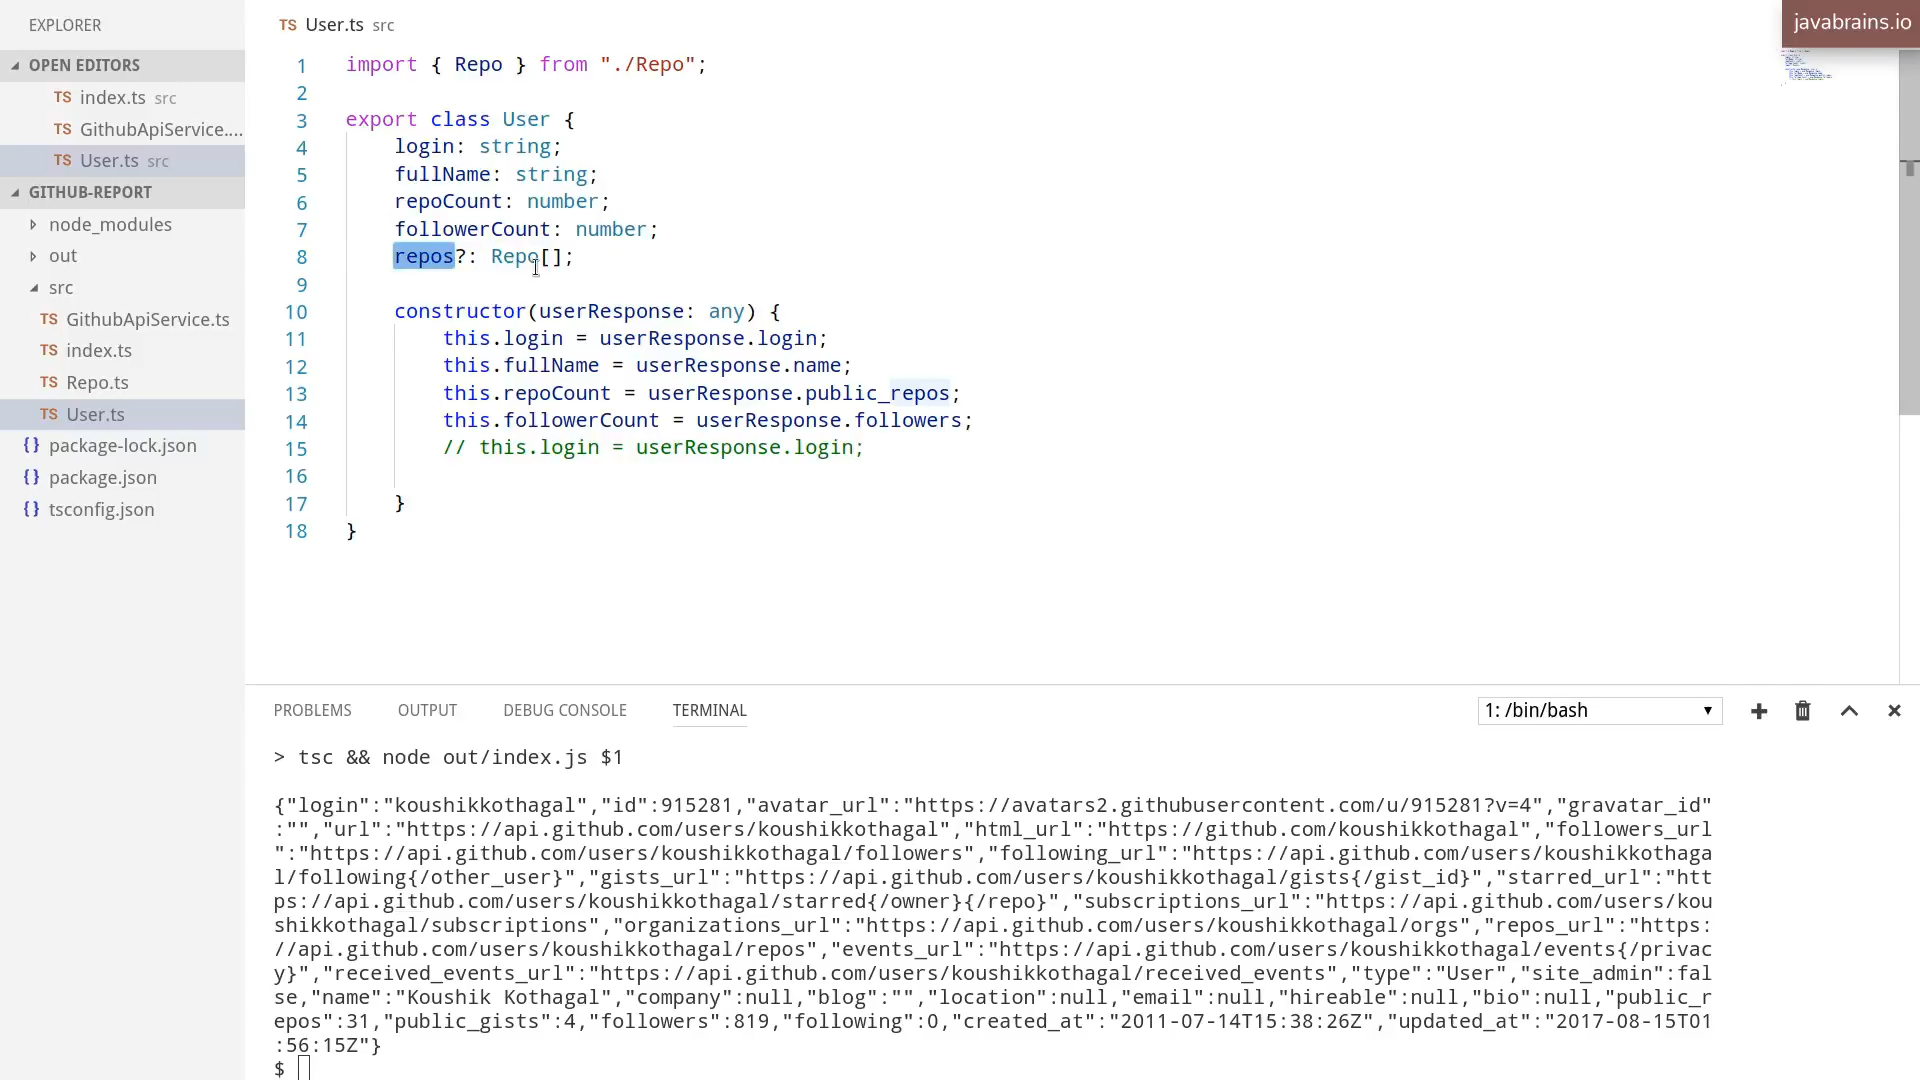 EXPLORER
OPEN EDITORS
TS index.ts src
TS GithubApiService....
TS User.ts src
GITHUB-REPORT
node_modules
out
src
TS GithubApiService.ts
TS index.ts
TS Repo.ts
TS User.ts
{} package-lock.json
{} package.json
{} tsconfig.json
TS User.ts src
javabrains.io
1 import { Repo } from "./Repo";
2
3 export class User {
4 login: string;
5 fullName: string;
6 repoCount: number;
7 followerCount: number;
8 repos?: Repo[];
9
10 constructor(userResponse: any) {
11 this.login = userResponse.login;
12 this.fullName = userResponse.name;
13 this.repoCount = userResponse.public_repos;
14 this.followerCount = userResponse.followers;
15 // this.login = userResponse.login;
16
17 }
18 }
PROBLEMS OUTPUT DEBUG CONSOLE TERMINAL 1: /bin/bash
> tsc && node out/index.js $1
{"login":"koushikkothagal","id":915281,"avatar_url":"https://avatars2.githubusercontent.com/u/915281?v=4","gravatar_id"
:"","url":"https://api.github.com/users/koushikkothagal","html_url":"https://github.com/koushikkothagal","followers_url
":"https://api.github.com/users/koushikkothagal/followers","following_url":"https://api.github.com/users/koushikkothaga
l/following{/other_user}","gists_url":"https://api.github.com/users/koushikkothagal/gists{/gist_id}","starred_url":"htt
ps://api.github.com/users/koushikkothagal/starred{/owner}{/repo}","subscriptions_url":"https://api.github.com/users/kou
shikkothagal/subscriptions","organizations_url":"https://api.github.com/users/koushikkothagal/orgs","repos_url":"https:
//api.github.com/users/koushikkothagal/repos","events_url":"https://api.github.com/users/koushikkothagal/events{/privac
y}","received_events_url":"https://api.github.com/users/koushikkothagal/received_events","type":"User","site_admin":fal
se,"name":"Koushik Kothagal","company":null,"blog":"","location":null,"email":null,"hireable":null,"bio":null,"public_r
epos":31,"public_gists":4,"followers":819,"following":0,"created_at":"2011-07-14T15:38:26Z","updated_at":"2017-08-15T01
:56:15Z"}
$